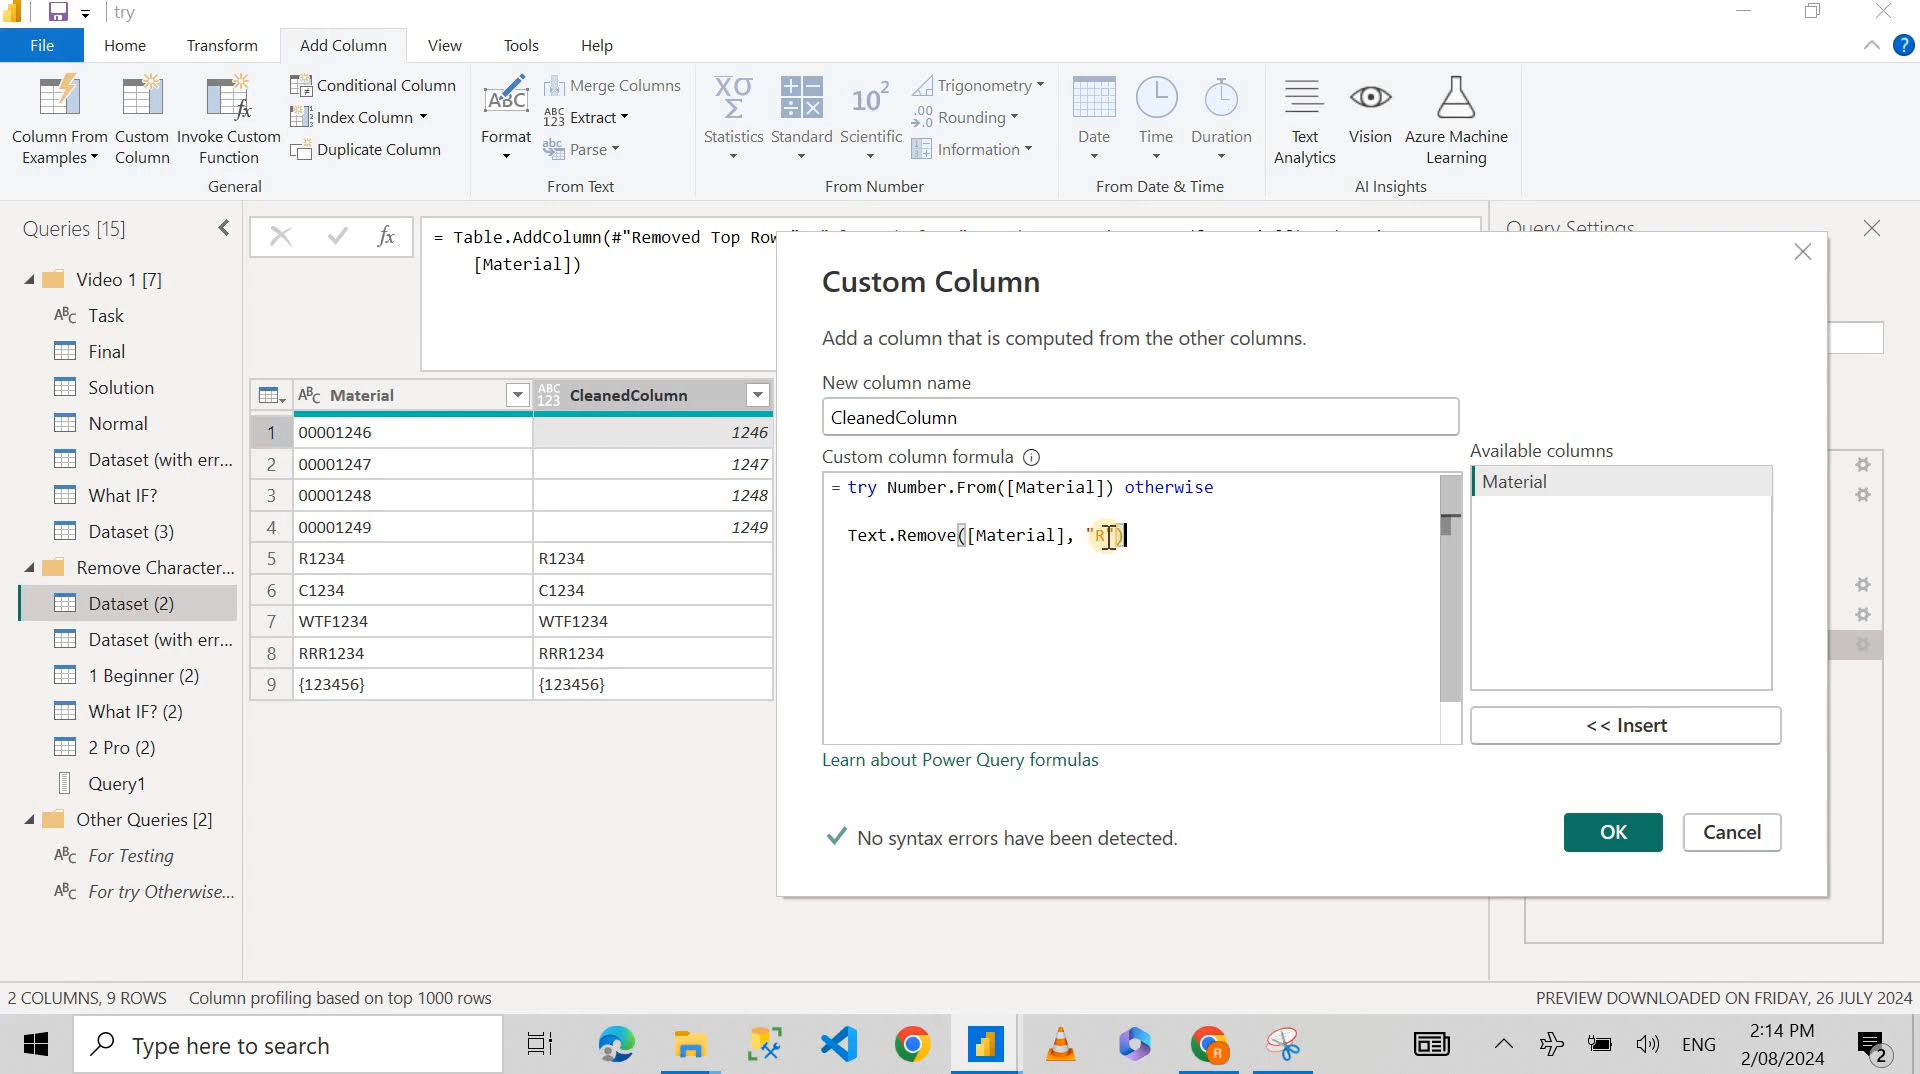 try
File Home Transform Add Column View Tools Help
Column From Examples
Custom Column
Invoke Custom Function
Conditional Column
Index Column
Duplicate Column
General
Format
Merge Columns
Extract
Parse
From Text
Statistics
Standard
Scientific
Trigonometry
Rounding
Information
From Number
Date
Time
Duration
From Date & Time
Text Analytics
Vision
Azure Machine Learning
AI Insights
Queries [15]
Video 1 [7]
Task
Final
Solution
Normal
Dataset (with err...
What IF?
Dataset (3)
Remove Character...
Dataset (2)
Dataset (with err...
1 Beginner (2)
What IF? (2)
2 Pro (2)
Query1
Other Queries [2]
For Testing
For try Otherwise...
= Table.AddColumn(#"Removed Top Row
[Material])
Query Settings
Material CleanedColumn
1 00001246 1246
2 00001247 1247
3 00001248 1248
4 00001249 1249
5 R1234 R1234
6 C1234 C1234
7 WTF1234 WTF1234
8 RRR1234 RRR1234
9 {123456} {123456}
Custom Column
Add a column that is computed from the other columns.
New column name
CleanedColumn
Custom column formula
= try Number.From([Material]) otherwise
Text.Remove([Material], "R")
Available columns
Material
<< Insert
Learn about Power Query formulas
No syntax errors have been detected.
OK
Cancel
2 COLUMNS, 9 ROWS Column profiling based on top 1000 rows
PREVIEW DOWNLOADED ON FRIDAY, 26 JULY 2024
Type here to search
ENG
2:14 PM
2/08/2024
2